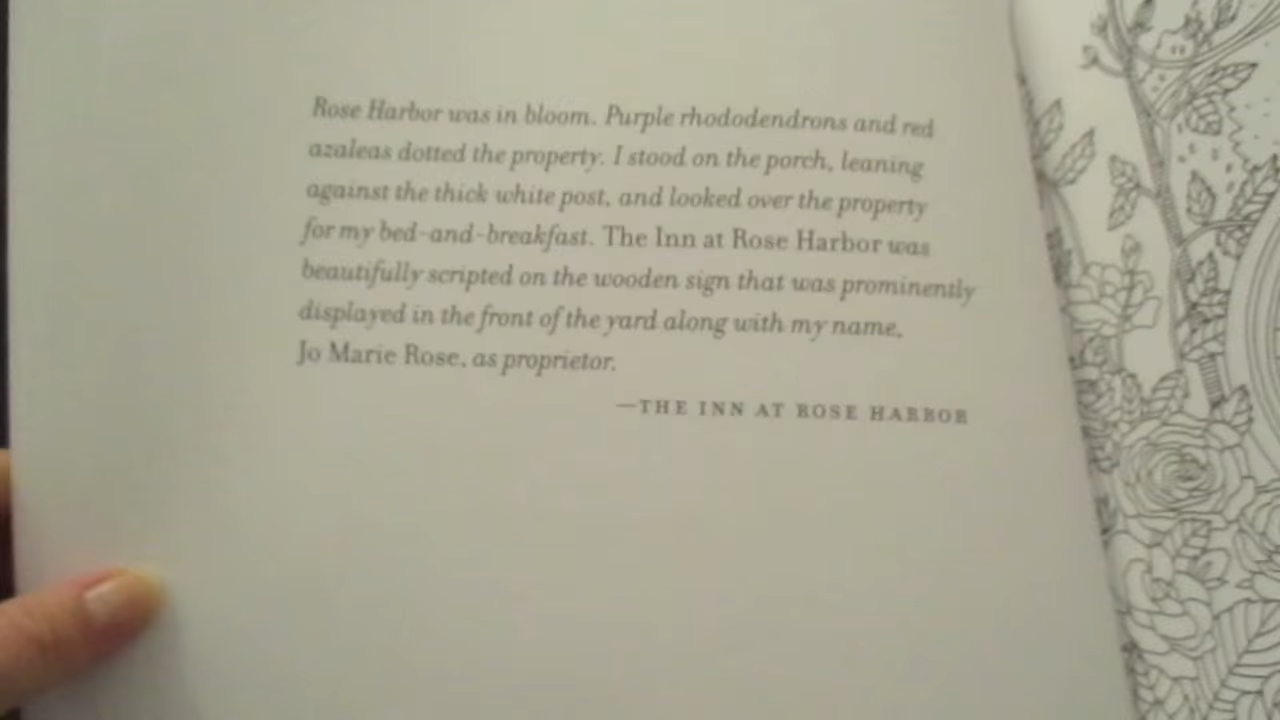 Rose Harbor was in bloom. Purple rhododendrons and red
azaleas dotted the property. I stood on the porch, leaning
against the thick white post, and looked over the property
for my bed-and-breakfast. The Inn at Rose Harbor was
beautifully scripted on the wooden sign that was prominently
displayed in the front of the yard along with my name,
Jo Marie Rose, as proprietor.
—THE INN AT ROSE HARBOR